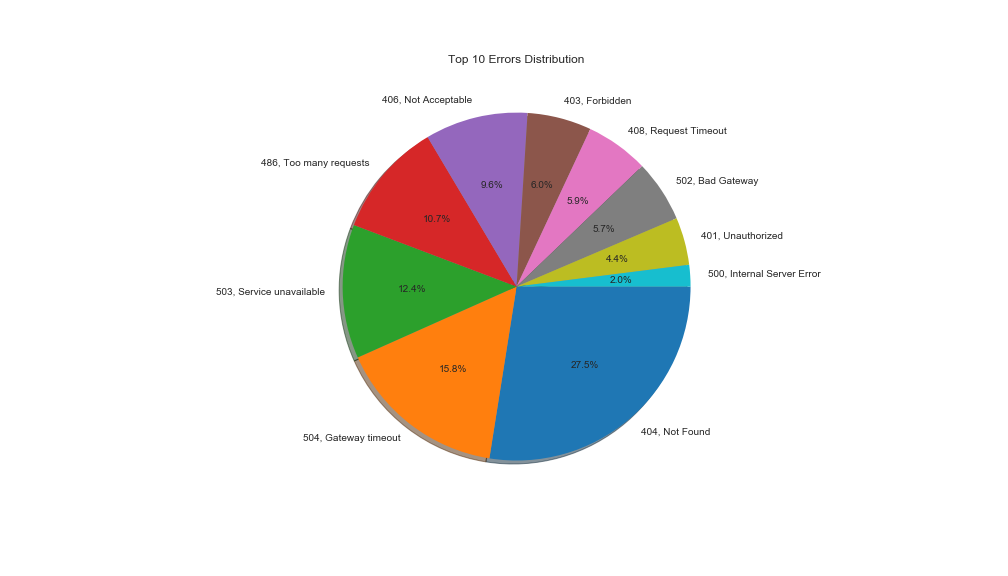 Top 10 Errors Distribution
406, Not Acceptable
403, Forbidden
408, Request Timeout
486, Too many requests
502, Bad Gateway
9.6%
6.0%
5.9%
10.7%
5.7%
401, Unauthorized
4.4%
500, Internal Server Error
2.0%
503, Service unavailable
12.4%
15.8%
27.5%
504, Gateway timeout
404, Not Found